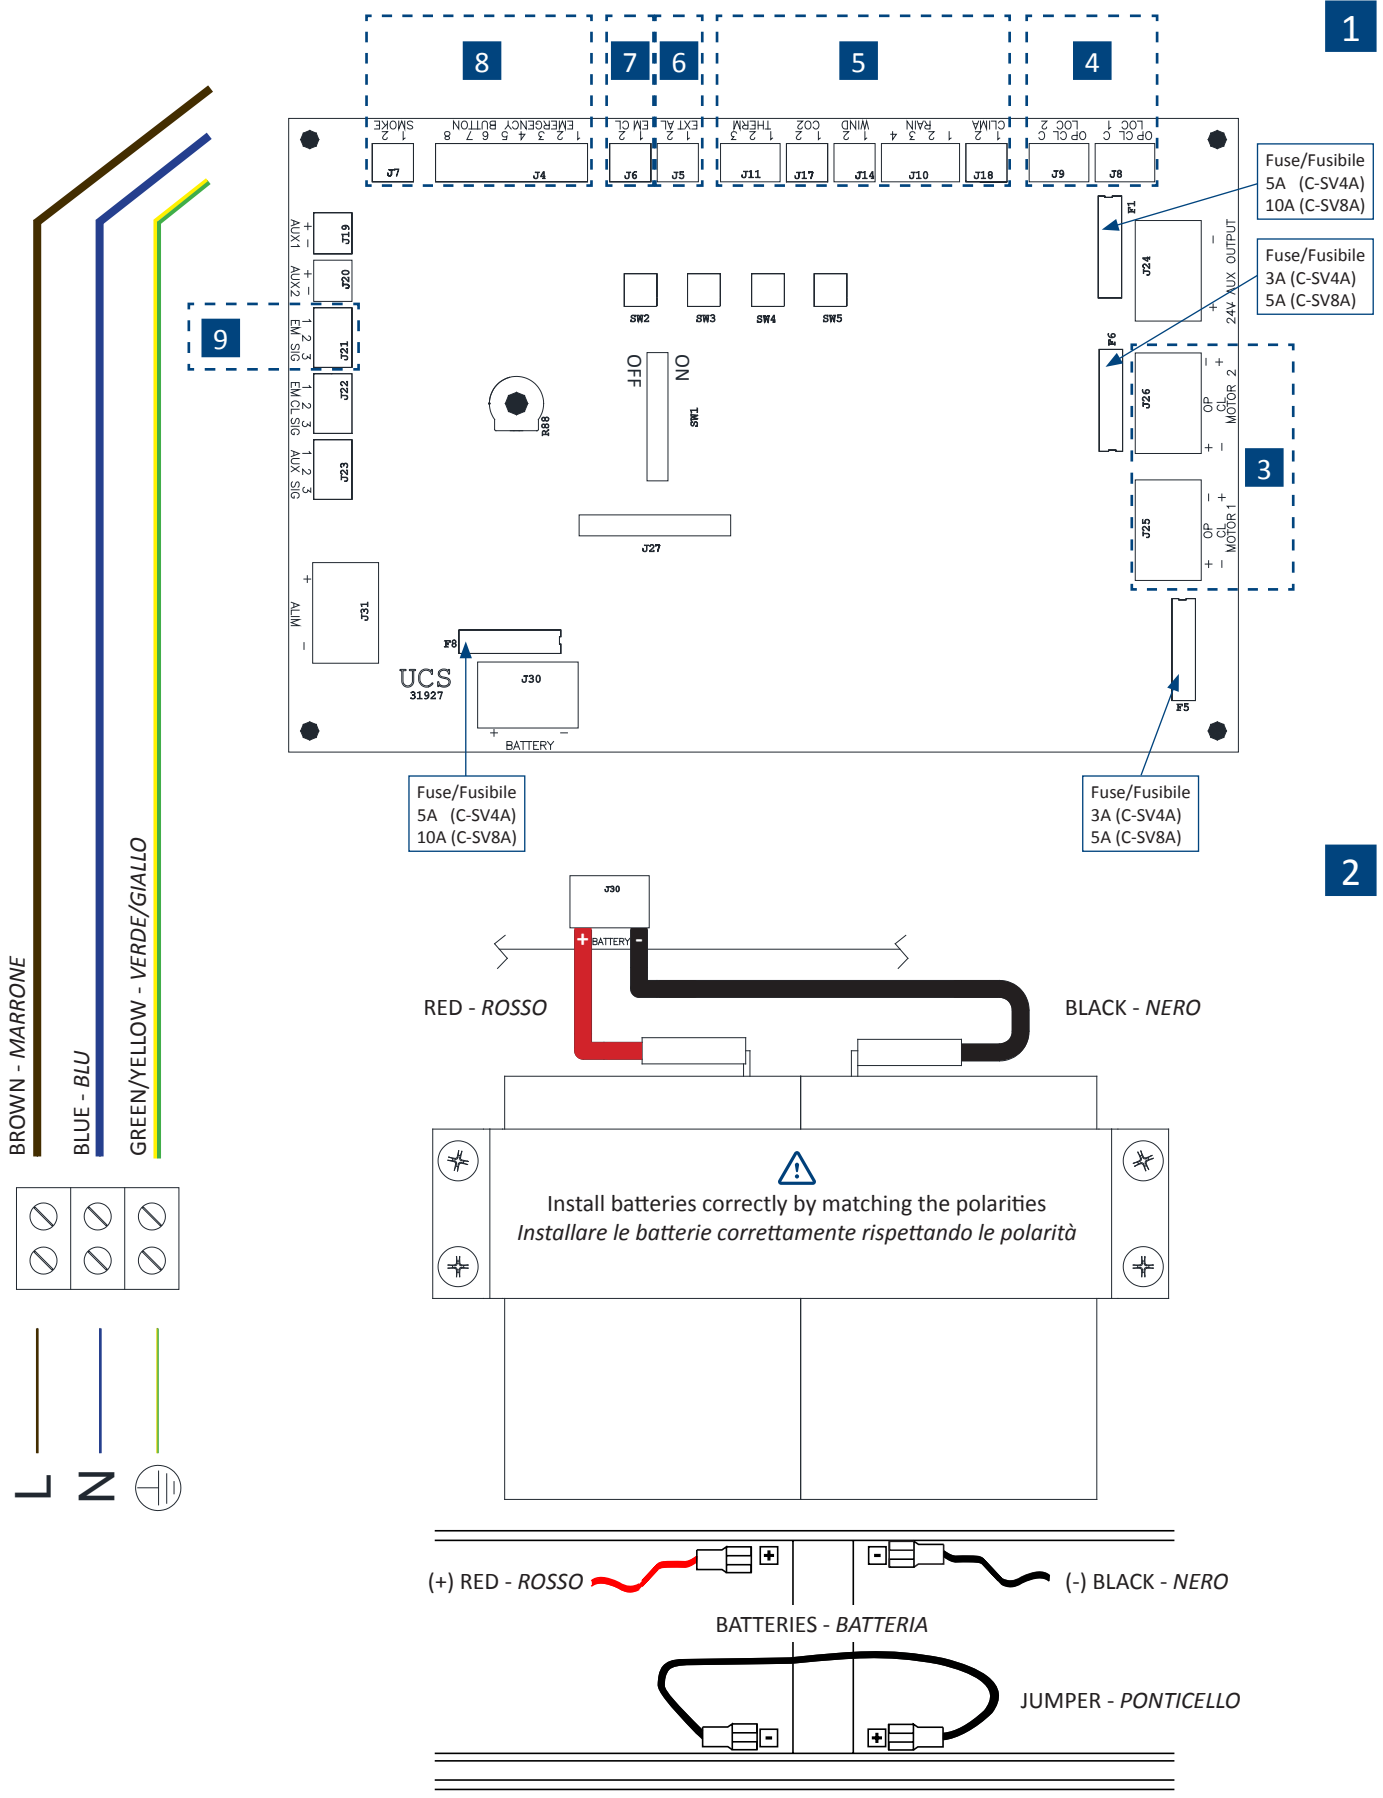 1
8
7
6
5
4
SMOKE
2 1
EMERGENCY BUTTON
8 7 6 5 4 3 2 1
EM CL
2 1
EXT AL
2 1
THERM
3 2 1
CO2
2 1
WIND
2 1
RAIN
4 3 2 1
CLIMA
2 1
LOC 2
OP CL C
LOC 1
OP CL C
J7
J4
J6
J5
J11
J17
J14
J10
J18
J9
J8
Fuse/Fusibile
5A (C-SV4A)
10A (C-SV8A)
Fuse/Fusibile
3A (C-SV4A)
5A (C-SV8A)
F1
J24
- +
24V AUX OUTPUT
AUX1
+ -
J19
AUX2
+ -
J20
9
EM SIG
1 2 3
J21
EM CL SIG
1 2 3
J22
AUX SIG
1 2 3
J23
SW2
SW3
SW4
SW5
OFF
ON
SW1
R88
J27
F6
J26
- +
OP
CL
+ -
MOTOR 2
3
J25
- +
OP
CL
+ -
MOTOR 1
+
ALIM
-
J31
F8
UCS
31927
J30
+ -
BATTERY
F5
Fuse/Fusibile
5A (C-SV4A)
10A (C-SV8A)
Fuse/Fusibile
3A (C-SV4A)
5A (C-SV8A)
BROWN - MARRONE
BLUE - BLU
GREEN/YELLOW - VERDE/GIALLO
L
N
2
J30
+ BATTERY -
RED - ROSSO
BLACK - NERO
Install batteries correctly by matching the polarities
Installare le batterie correttamente rispettando le polarità
(+) RED - ROSSO
+
-
(-) BLACK - NERO
BATTERIES - BATTERIA
JUMPER - PONTICELLO
-
+